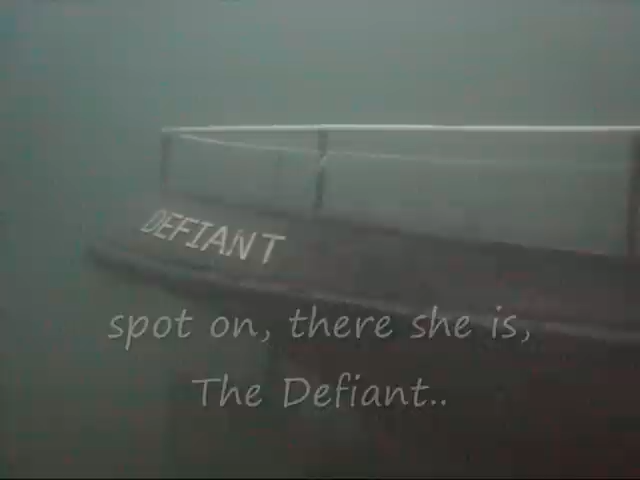 DEFIANT
spot on, there she is,
The Defiant..